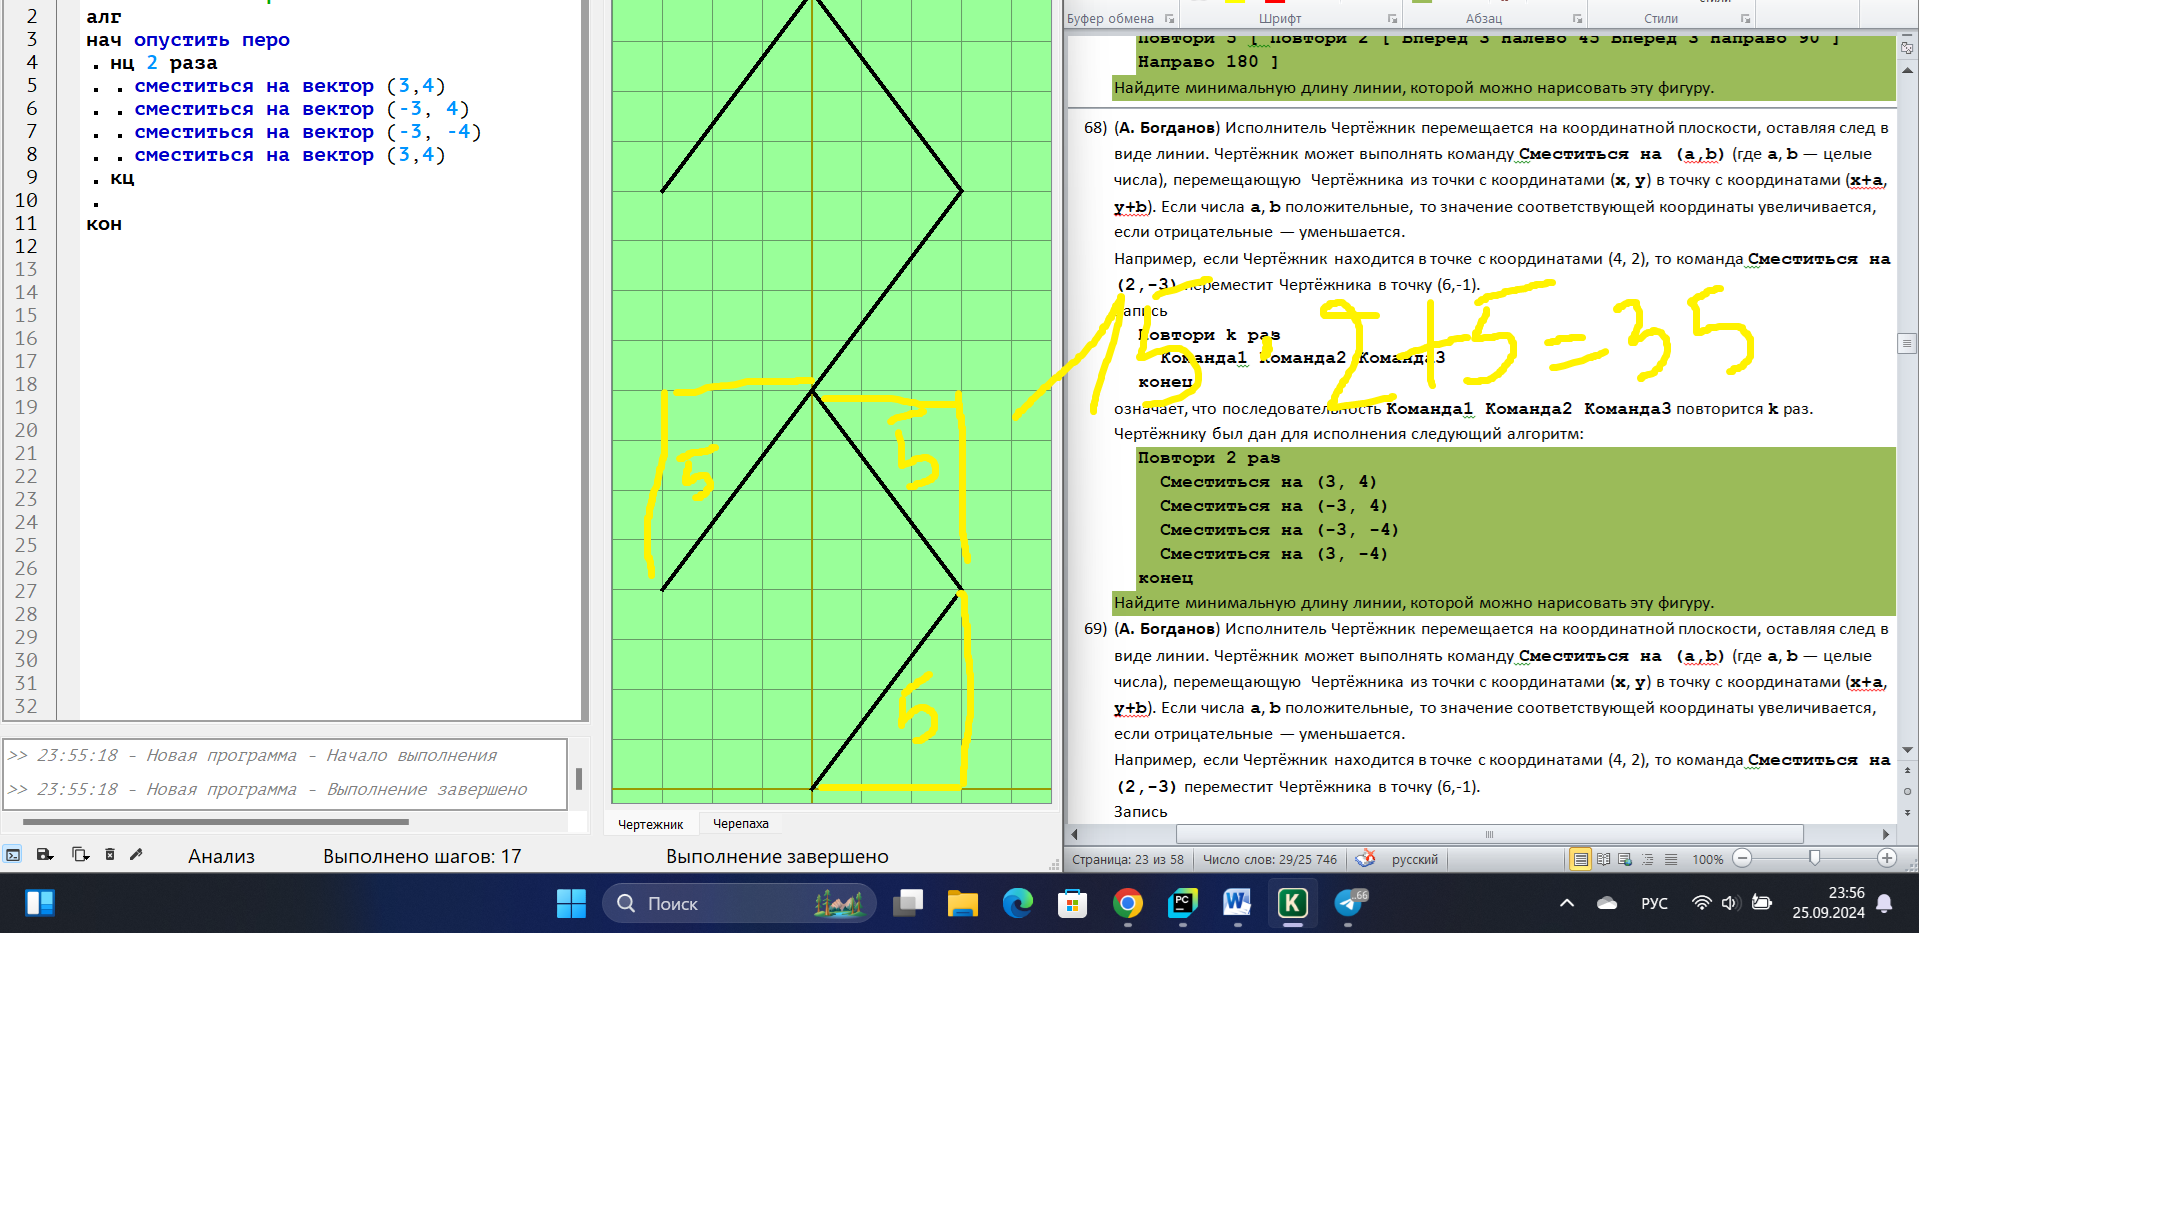 2 алг
3 нач опустить перо
4 . нц 2 раза
5 . . сместиться на вектор (3,4)
6 . . сместиться на вектор (-3, 4)
7 . . сместиться на вектор (-3, -4)
8 . . сместиться на вектор (3,4)
9 . кц
10 .
11 кон
12
13
14
15
16
17
18
19
20
21
22
23
24
25
26
27
28
29
30
31
32
>> 23:55:18 - Новая программа - Начало выполнения
>> 23:55:18 - Новая программа - Выполнение завершено
Анализ Выполнено шагов: 17 Выполнение завершено
5 5
5
Чертежник Черепаха
Буфер обмена Шрифт Абзац Стили
Повтори 5 [ Повтори 2 [ Вперёд 3 Налево 45 Вперёд 3 Направо 90 ]
Направо 180 ]
Найдите минимальную длину линии, которой можно нарисовать эту фигуру.
68) (А. Богданов) Исполнитель Чертёжник перемещается на координатной плоскости, оставляя след в
виде линии. Чертёжник может выполнять команду Сместиться на (a,b) (где a, b — целые
числа), перемещающую Чертёжника из точки с координатами (x, y) в точку с координатами (x+a,
y+b). Если числа a, b положительные, то значение соответствующей координаты увеличивается,
если отрицательные — уменьшается.
Например, если Чертёжник находится в точке с координатами (4, 2), то команда Сместиться на
(2,-3) переместит Чертёжника в точку (6,-1).
Запись
15 · 2+5=35
Повтори k раз
Команда1 Команда2 Команда3
конец
означает, что последовательность Команда1 Команда2 Команда3 повторится k раз.
Чертёжнику был дан для исполнения следующий алгоритм:
Повтори 2 раз
Сместиться на (3, 4)
Сместиться на (-3, 4)
Сместиться на (-3, -4)
Сместиться на (3, -4)
конец
Найдите минимальную длину линии, которой можно нарисовать эту фигуру.
69) (А. Богданов) Исполнитель Чертёжник перемещается на координатной плоскости, оставляя след в
виде линии. Чертёжник может выполнять команду Сместиться на (a,b) (где a, b — целые
числа), перемещающую Чертёжника из точки с координатами (x, y) в точку с координатами (x+a,
y+b). Если числа a, b положительные, то значение соответствующей координаты увеличивается,
если отрицательные — уменьшается.
Например, если Чертёжник находится в точке с координатами (4, 2), то команда Сместиться на
(2,-3) переместит Чертёжника в точку (6,-1).
Запись
Страница: 23 из 58 Число слов: 29/25 746 русский 100%
Поиск
PC W K 66
РУС 23:56
25.09.2024